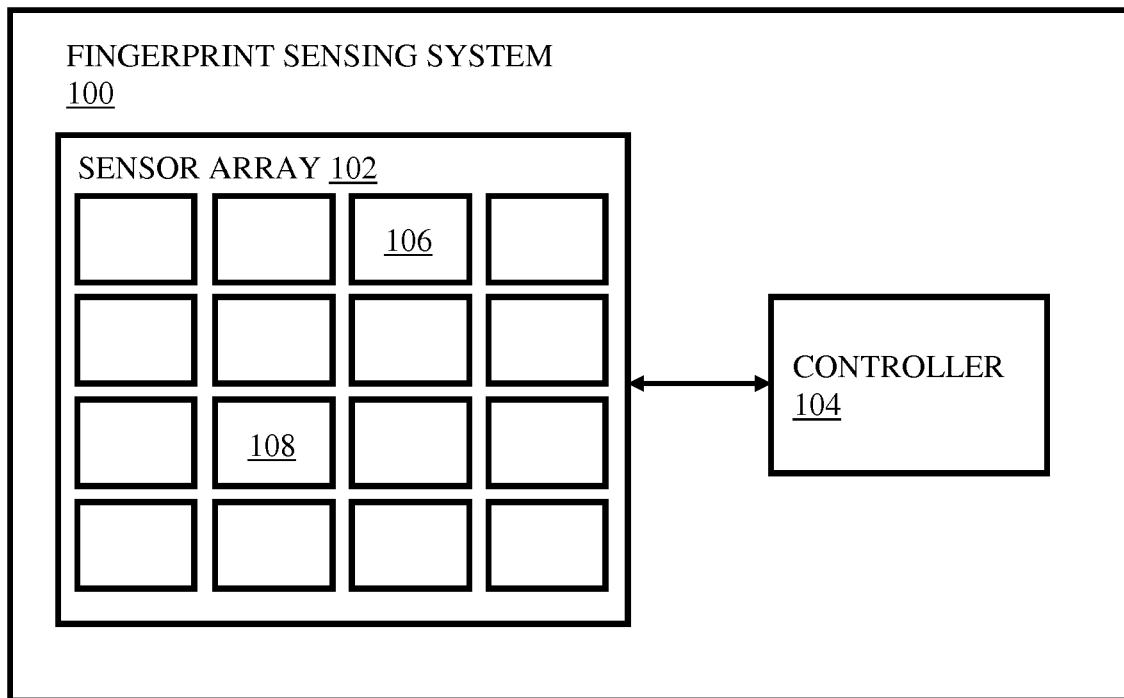 FINGERPRINT SENSING SYSTEM
100
SENSOR ARRAY 102
106
108
CONTROLLER
104